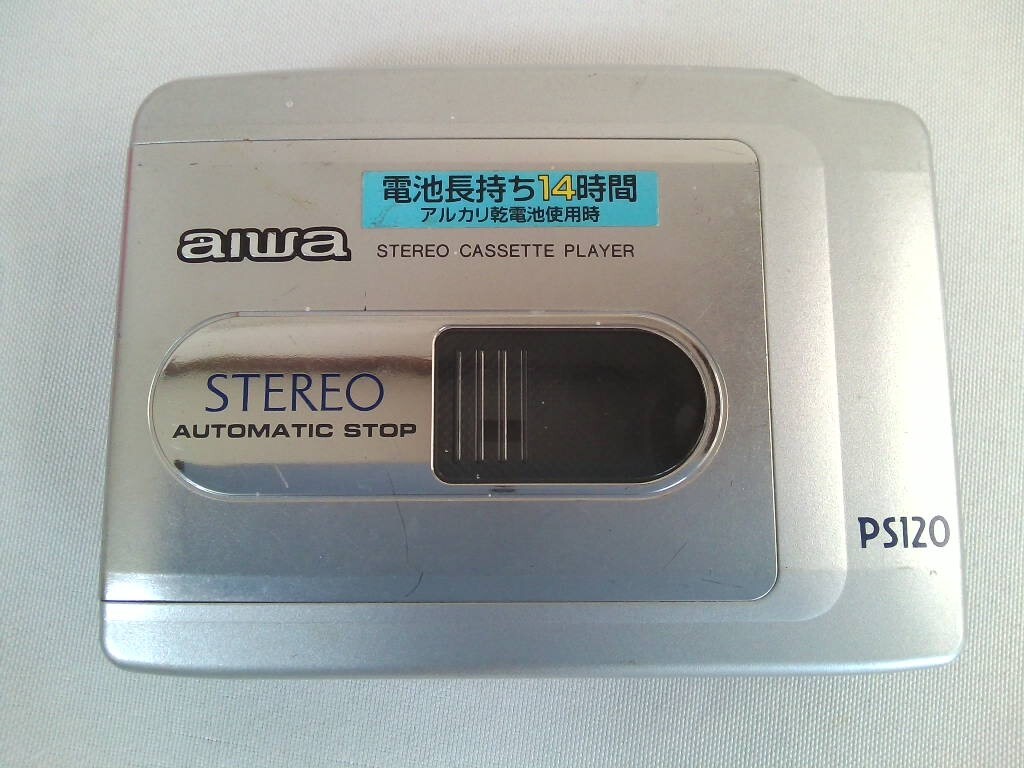 電池長持ち14時間
アルカリ乾電池使用時
aiwa STEREO CASSETTE PLAYER
STEREO
AUTOMATIC STOP
PS120